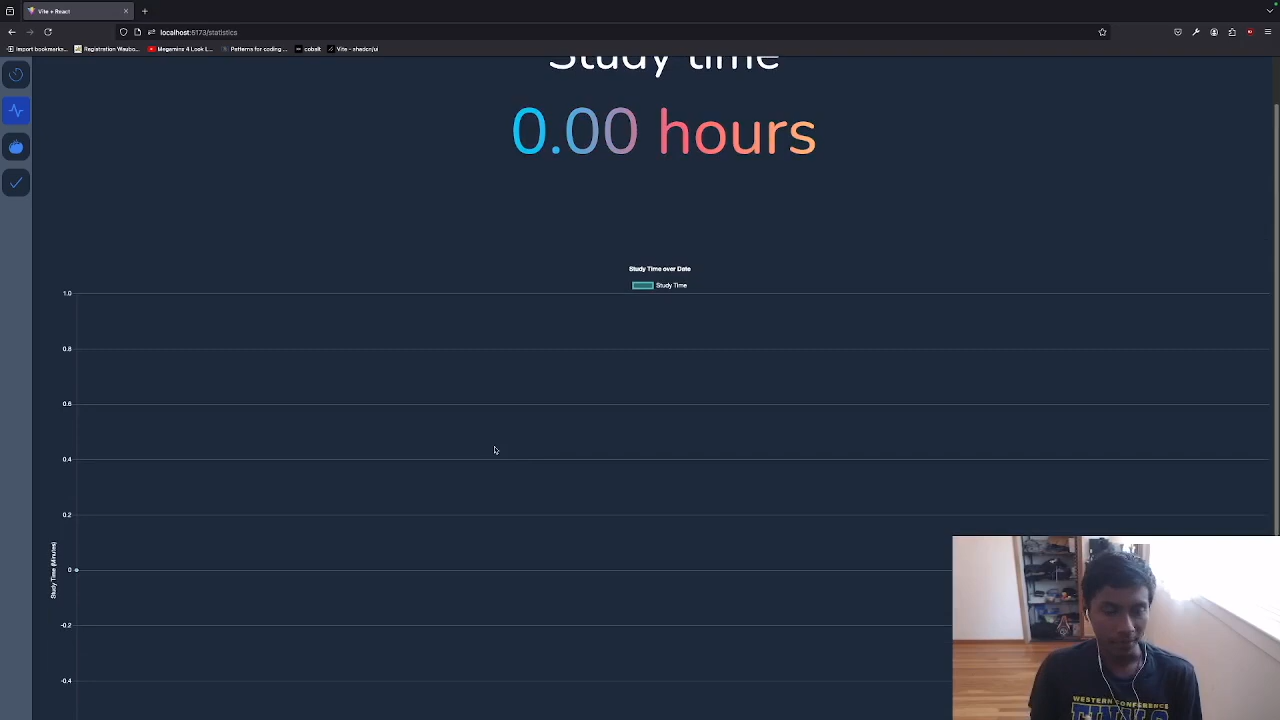 Vite + React
localhost:5173/statistics
Import bookmarks...
Registration Waubo...
Megamins 4 Look L...
Patterns for coding ...
cobalt
Vite - shadcn/ui
Study time
0.00 hours
Study Time over Date
Study Time
1.0
0.8
0.6
0.4
0.2
0
-0.2
-0.4
Study Time (Minutes)
WESTERN CONFERENCE